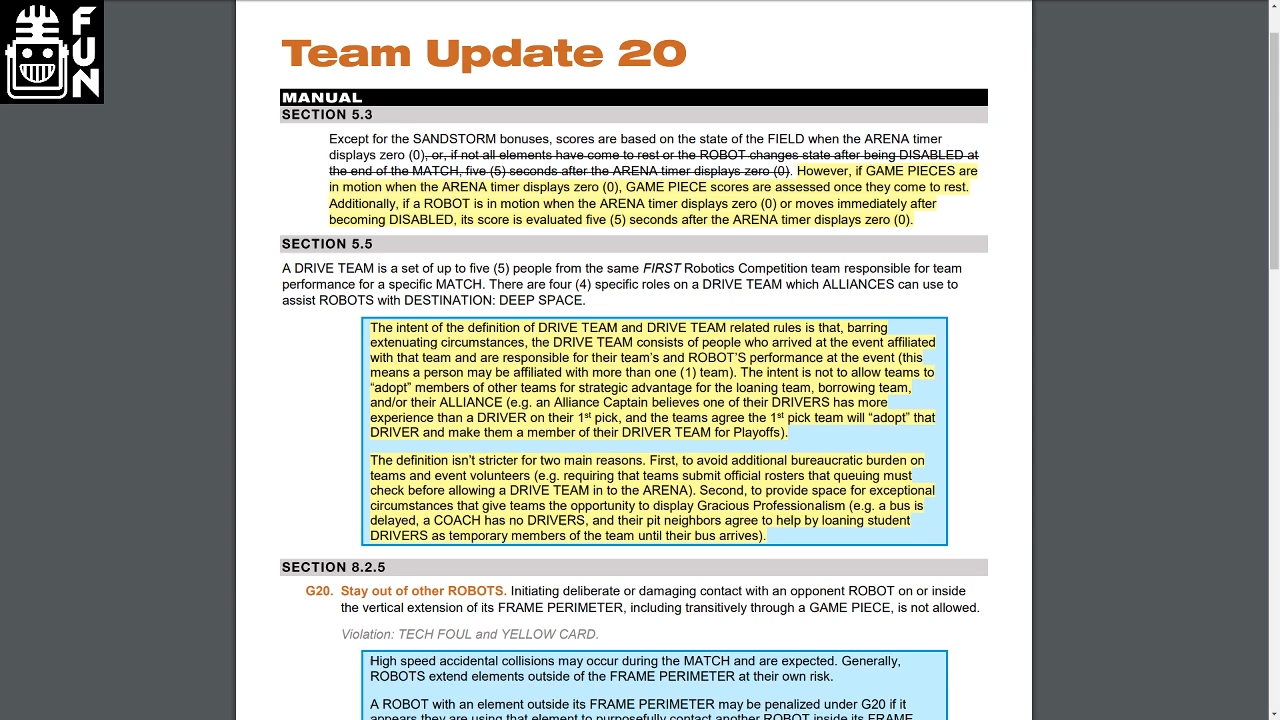 FUN
Team Update 20
MANUAL
SECTION 5.3
Except for the SANDSTORM bonuses, scores are based on the state of the FIELD when the ARENA timer
displays zero (0), or, if not all elements have come to rest or the ROBOT changes state after being DISABLED at
the end of the MATCH, five (5) seconds after the ARENA timer displays zero (0). However, if GAME PIECES are
in motion when the ARENA timer displays zero (0), GAME PIECE scores are assessed once they come to rest.
Additionally, if a ROBOT is in motion when the ARENA timer displays zero (0) or moves immediately after
becoming DISABLED, its score is evaluated five (5) seconds after the ARENA timer displays zero (0).
SECTION 5.5
A DRIVE TEAM is a set of up to five (5) people from the same FIRST Robotics Competition team responsible for team
performance for a specific MATCH. There are four (4) specific roles on a DRIVE TEAM which ALLIANCES can use to
assist ROBOTS with DESTINATION: DEEP SPACE.
The intent of the definition of DRIVE TEAM and DRIVE TEAM related rules is that, barring
extenuating circumstances, the DRIVE TEAM consists of people who arrived at the event affiliated
with that team and are responsible for their team's and ROBOT'S performance at the event (this
means a person may be affiliated with more than one (1) team). The intent is not to allow teams to
“adopt” members of other teams for strategic advantage for the loaning team, borrowing team,
and/or their ALLIANCE (e.g. an Alliance Captain believes one of their DRIVERS has more
experience than a DRIVER on their 1st pick, and the teams agree the 1st pick team will “adopt” that
DRIVER and make them a member of their DRIVER TEAM for Playoffs).
The definition isn't stricter for two main reasons. First, to avoid additional bureaucratic burden on
teams and event volunteers (e.g. requiring that teams submit official rosters that queuing must
check before allowing a DRIVE TEAM in to the ARENA). Second, to provide space for exceptional
circumstances that give teams the opportunity to display Gracious Professionalism (e.g. a bus is
delayed, a COACH has no DRIVERS, and their pit neighbors agree to help by loaning student
DRIVERS as temporary members of the team until their bus arrives).
SECTION 8.2.5
G20. Stay out of other ROBOTS. Initiating deliberate or damaging contact with an opponent ROBOT on or inside
the vertical extension of its FRAME PERIMETER, including transitively through a GAME PIECE, is not allowed.
Violation: TECH FOUL and YELLOW CARD.
High speed accidental collisions may occur during the MATCH and are expected. Generally,
ROBOTS extend elements outside of the FRAME PERIMETER at their own risk.
A ROBOT with an element outside its FRAME PERIMETER may be penalized under G20 if it
appears they are using that element to purposefully contact another ROBOT inside its FRAME